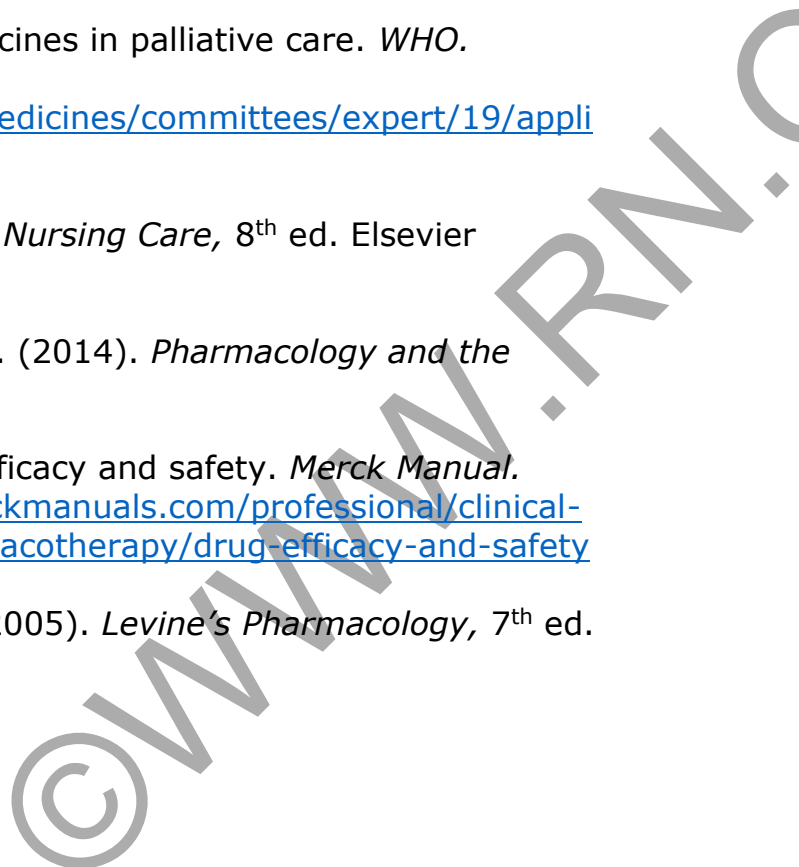 cines in palliative care. WHO.
edicines/committees/expert/19/appli
Nursing Care, 8th ed. Elsevier
. (2014). Pharmacology and the
ficacy and safety. Merck Manual.
ckmanuals.com/professional/clinical-
acotherapy/drug-efficacy-and-safety
2005). Levine’s Pharmacology, 7th ed.
©WWW.RN.C